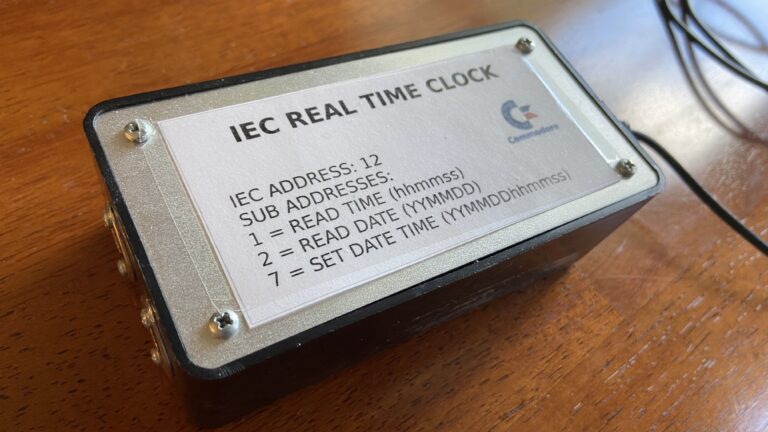 IEC REAL TIME CLOCK
Commodore
IEC ADDRESS: 12
SUB ADDRESSES:
1 = READ TIME (hhmmss)
2 = READ DATE (YYMMDD)
7 = SET DATE TIME (YYMMDDhhmmss)